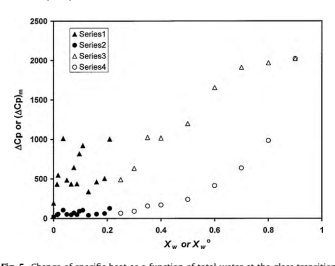 2500
2000
1500
1000
500
0
ΔCp or (ΔCp)m
▲ Series1
● Series2
△ Series3
○ Series4
0 0.2 0.4 0.6 0.8 1
Xw or Xw°
Fig. 5. Change of specific heat as a function of total water at the glass transition